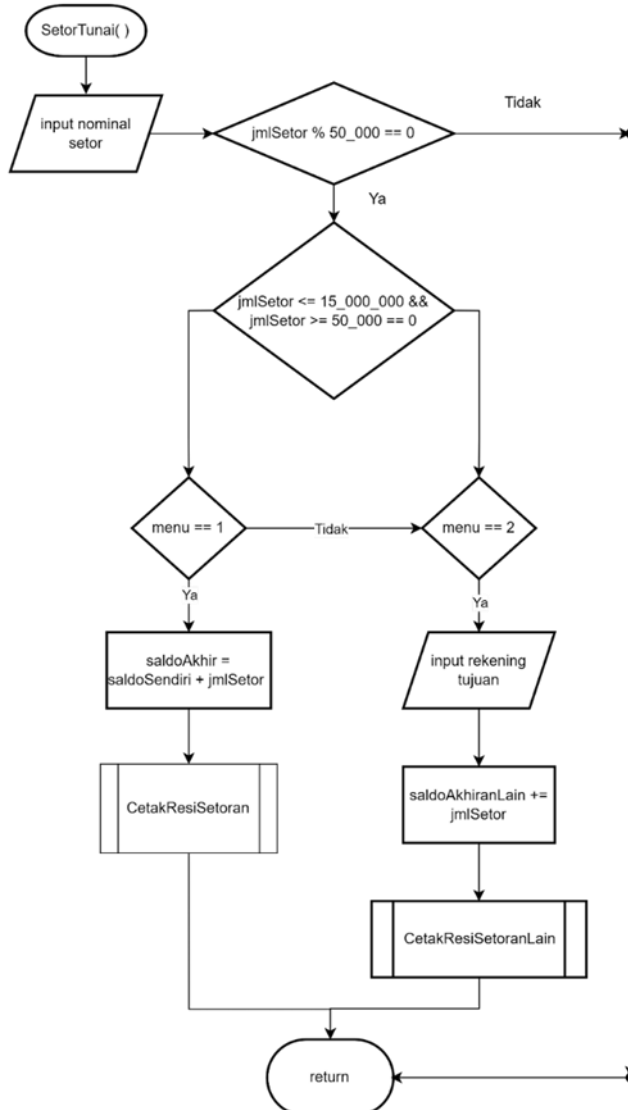 SetorTunai( )
input nominal
setor
jmlSetor % 50_000 == 0
Tidak
Ya
jmlSetor <= 15_000_000 &&
jmlSetor >= 50_000 == 0
menu == 1
Tidak
menu == 2
Ya
Ya
saldoAkhir =
saldoSendiri + jmlSetor
input rekening
tujuan
CetakResiSetoran
saldoAkhiranLain +=
jmlSetor
CetakResiSetoranLain
return